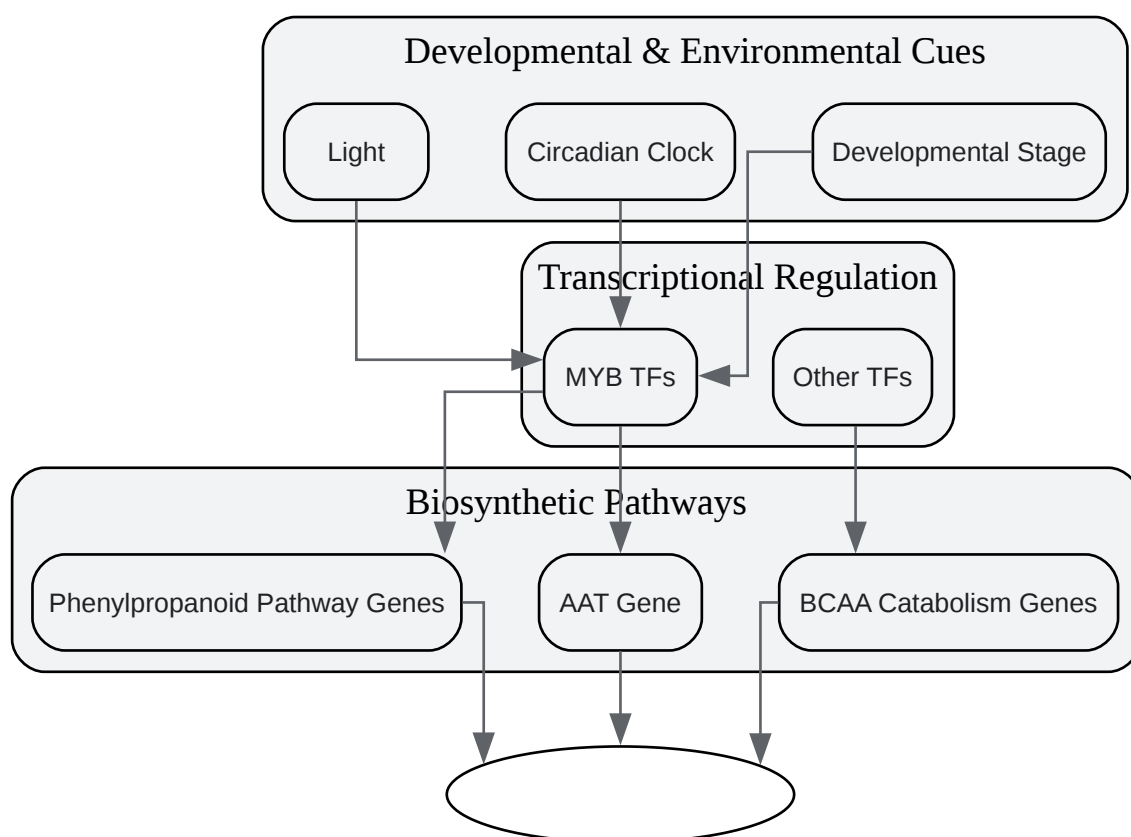 Developmental & Environmental Cues
Light
Circadian Clock
Developmental Stage
Transcriptional Regulation
MYB TFs
Other TFs
Biosynthetic Pathways
Phenylpropanoid Pathway Genes
AAT Gene
BCAA Catabolism Genes